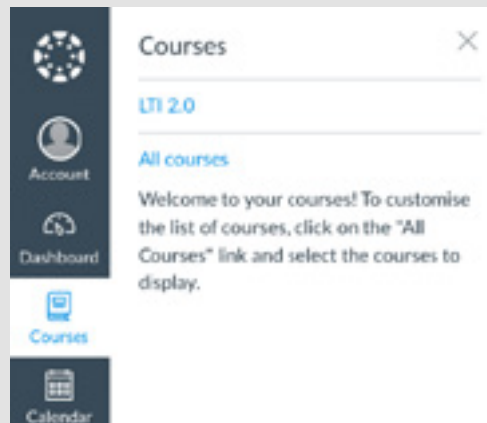 Courses
LTI 2.0
All courses
Welcome to your courses! To customise
the list of courses, click on the "All
Courses" link and select the courses to
display.
Account
Dashboard
Courses
Calendar